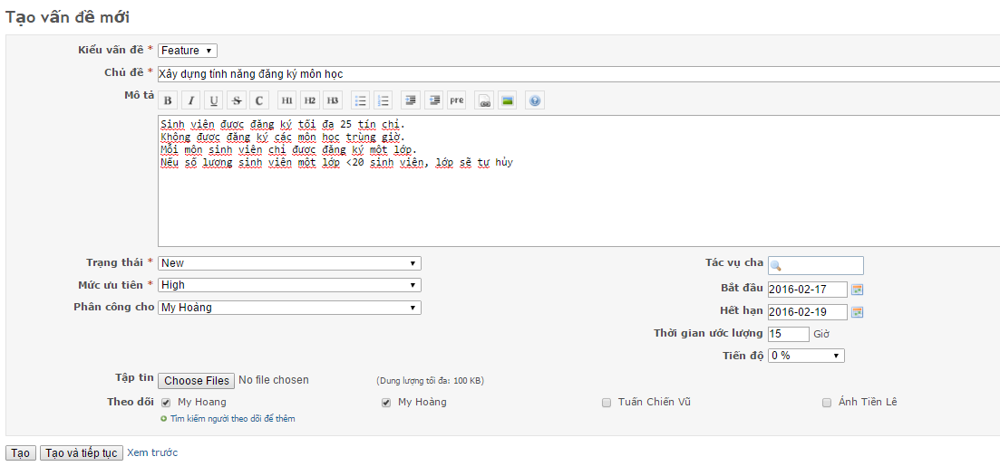 Tạo vấn đề mới
Kiểu vấn đề * Feature
Chủ đề * Xây dựng tính năng đăng ký môn học
Mô tả B I U S C H1 H2 H3 pre
Sinh viên được đăng ký tối đa 25 tín chỉ.
Không được đăng ký các môn học trùng giờ.
Mỗi môn sinh viên chỉ được đăng ký một lớp.
Nếu số lượng sinh viên một lớp <20 sinh viên, lớp sẽ tự hủy
Trạng thái * New
Mức ưu tiên * High
Phân công cho My Hoàng
Tác vụ cha
Bắt đầu 2016-02-17
Hết hạn 2016-02-19
Thời gian ước lượng 15 Giờ
Tiến độ 0 %
Tập tin Choose Files No file chosen (Dung lượng tối đa: 100 KB)
Theo dõi My Hoang My Hoàng Tuấn Chiến Vũ Ánh Tiền Lê
Tìm kiếm người theo dõi để thêm
Tạo Tạo và tiếp tục Xem trước